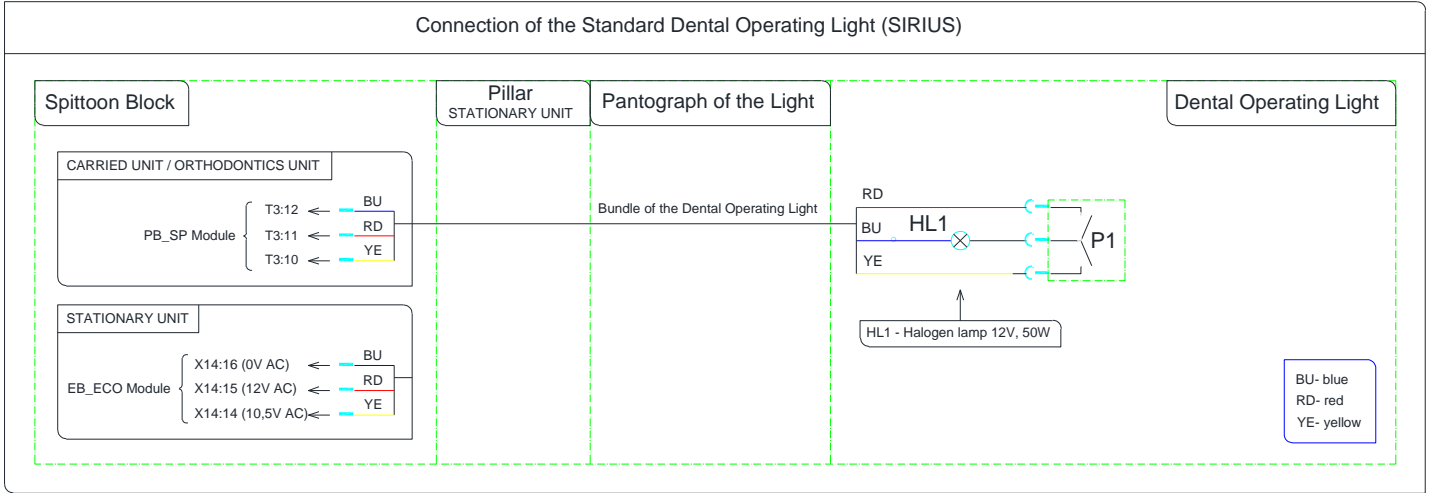 Connection of the Standard Dental Operating Light (SIRIUS)
Spittoon Block
Pillar
STATIONARY UNIT
Pantograph of the Light
Dental Operating Light
CARRIED UNIT / ORTHODONTICS UNIT
PB_SP Module
T3:12
BU
T3:11
RD
T3:10
YE
Bundle of the Dental Operating Light
RD
BU
HL1
YE
P1
HL1 - Halogen lamp 12V, 50W
STATIONARY UNIT
EB_ECO Module
X14:16 (0V AC)
BU
X14:15 (12V AC)
RD
X14:14 (10,5V AC)
YE
BU- blue
RD- red
YE- yellow